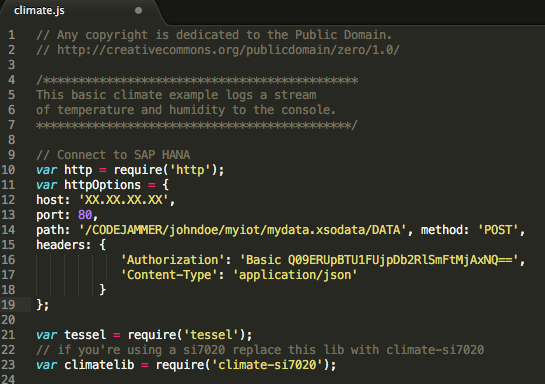 climate.js
1 // Any copyright is dedicated to the Public Domain.
2 // http://creativecommons.org/publicdomain/zero/1.0/
3
4 /*********************************************
5 This basic climate example logs a stream
6 of temperature and humidity to the console.
7 *********************************************/
8
9 // Connect to SAP HANA
10 var http = require('http');
11 var httpOptions = {
12 host: 'XX.XX.XX.XX',
13 port: 80,
14 path: '/CODEJAMMER/johndoe/myiot/mydata.xsodata/DATA', method: 'POST',
15 headers: {
16 'Authorization': 'Basic Q09ERUpBTU1FUjpDb2RlSmFtMjAxNQ==',
17 'Content-Type': 'application/json'
18 }
19 };
20
21 var tessel = require('tessel');
22 // if you're using a si7020 replace this lib with climate-si7020
23 var climatelib = require('climate-si7020');
24